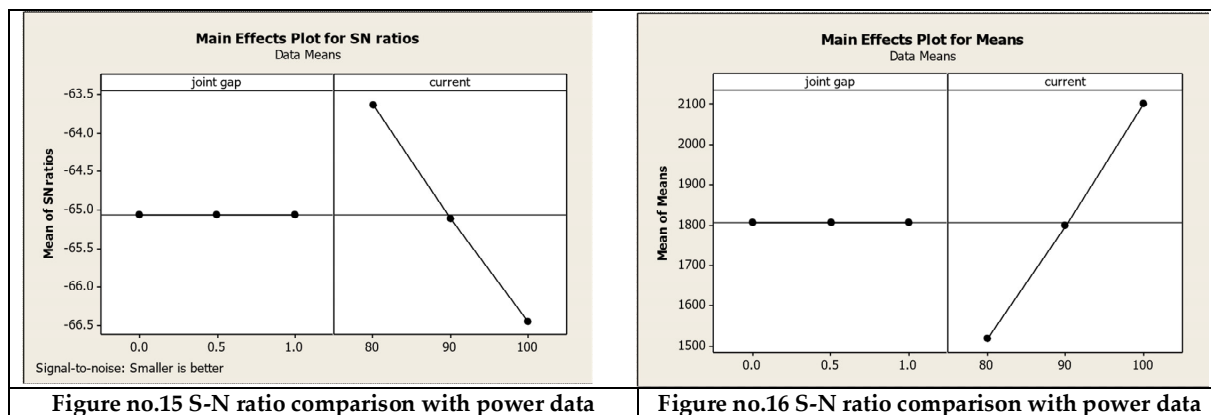 Main Effects Plot for SN ratios
Data Means
joint gap
current
Mean of SN ratios
-63.5
-64.0
-64.5
-65.0
-65.5
-66.0
-66.5
0.0 0.5 1.0 80 90 100
Signal-to-noise: Smaller is better
Figure no.15 S-N ratio comparison with power data
Main Effects Plot for Means
Data Means
joint gap
current
Mean of Means
2100
2000
1900
1800
1700
1600
1500
0.0 0.5 1.0 80 90 100
Figure no.16 S-N ratio comparison with power data